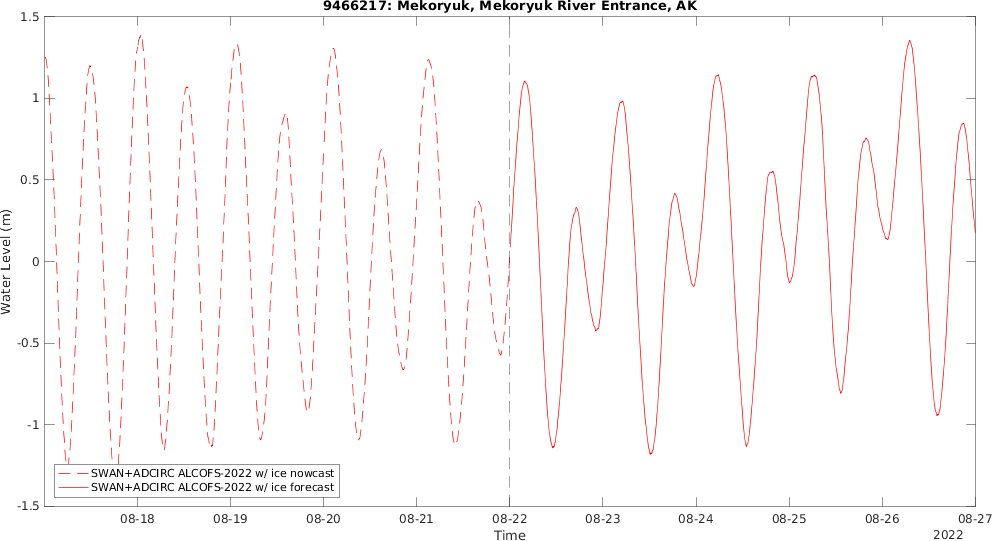 9466217: Mekoryuk, Mekoryuk River Entrance, AK
1.5
1
0.5
0
-0.5
-1
-1.5
Water Level (m)
SWAN+ADCIRC ALCOFS-2022 w/ ice nowcast
SWAN+ADCIRC ALCOFS-2022 w/ ice forecast
08-18 08-19 08-20 08-21 08-22 08-23 08-24 08-25 08-26 08-27
Time
2022